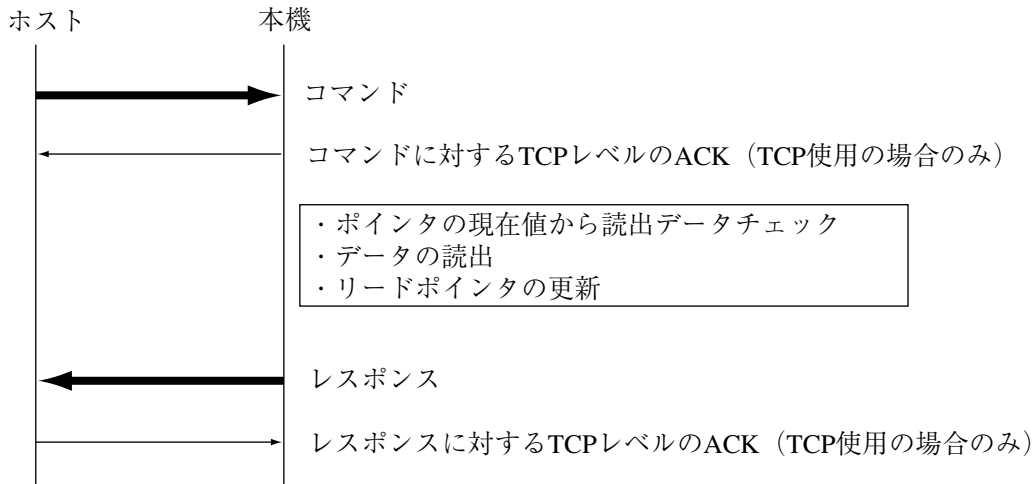 ホスト 本機
コマンド
コマンドに対するTCPレベルのACK（TCP使用の場合のみ）
・ポインタの現在値から読出データチェック
・データの読出
・リードポインタの更新
レスポンス
レスポンスに対するTCPレベルのACK（TCP使用の場合のみ）